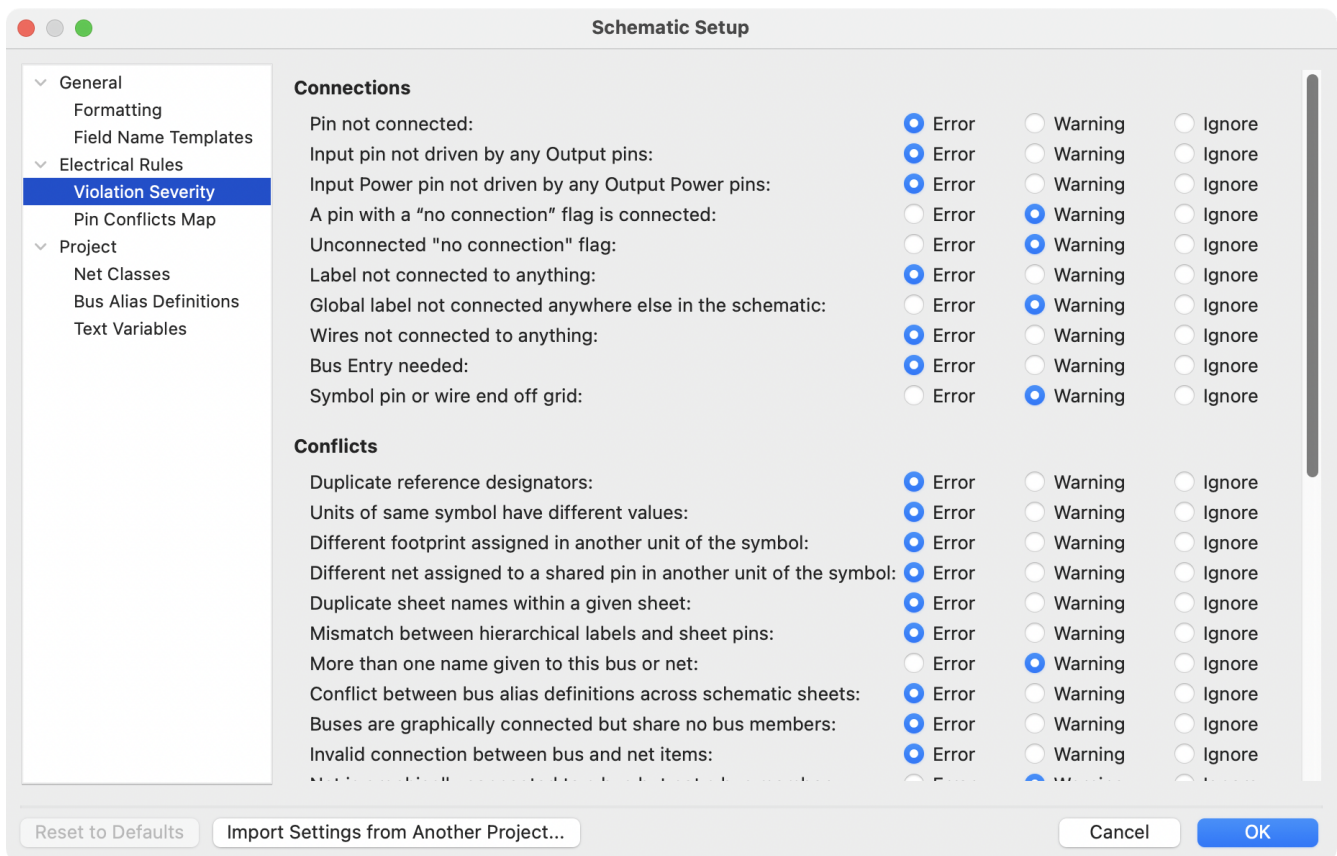 Schematic Setup
General
Formatting
Field Name Templates
Electrical Rules
Violation Severity
Pin Conflicts Map
Project
Net Classes
Bus Alias Definitions
Text Variables
Connections
Pin not connected: Error Warning Ignore
Input pin not driven by any Output pins: Error Warning Ignore
Input Power pin not driven by any Output Power pins: Error Warning Ignore
A pin with a “no connection” flag is connected: Error Warning Ignore
Unconnected "no connection" flag: Error Warning Ignore
Label not connected to anything: Error Warning Ignore
Global label not connected anywhere else in the schematic: Error Warning Ignore
Wires not connected to anything: Error Warning Ignore
Bus Entry needed: Error Warning Ignore
Symbol pin or wire end off grid: Error Warning Ignore
Conflicts
Duplicate reference designators: Error Warning Ignore
Units of same symbol have different values: Error Warning Ignore
Different footprint assigned in another unit of the symbol: Error Warning Ignore
Different net assigned to a shared pin in another unit of the symbol: Error Warning Ignore
Duplicate sheet names within a given sheet: Error Warning Ignore
Mismatch between hierarchical labels and sheet pins: Error Warning Ignore
More than one name given to this bus or net: Error Warning Ignore
Conflict between bus alias definitions across schematic sheets: Error Warning Ignore
Buses are graphically connected but share no bus members: Error Warning Ignore
Invalid connection between bus and net items: Error Warning Ignore
Reset to Defaults
Import Settings from Another Project...
Cancel
OK